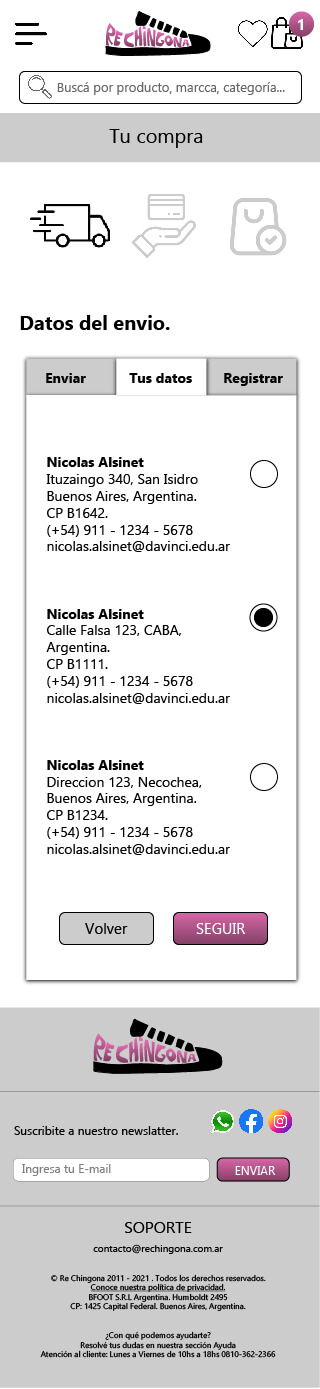 RE CHINGONA
1
Buscá por producto, marcca, categoría...
Tu compra
Datos del envio.
Enviar Tus datos Registrar
Nicolas Alsinet
Ituzaingo 340, San Isidro
Buenos Aires, Argentina.
CP B1642.
(+54) 911 - 1234 - 5678
nicolas.alsinet@davinci.edu.ar
Nicolas Alsinet
Calle Falsa 123, CABA,
Argentina.
CP B1111.
(+54) 911 - 1234 - 5678
nicolas.alsinet@davinci.edu.ar
Nicolas Alsinet
Direccion 123, Necochea,
Buenos Aires, Argentina.
CP B1234.
(+54) 911 - 1234 - 5678
nicolas.alsinet@davinci.edu.ar
Volver SEGUIR
RE CHINGONA
Suscribite a nuestro newslatter.
Ingresa tu E-mail ENVIAR
SOPORTE
contacto@rechingona.com.ar
© Re Chingona 2011 - 2021 . Todos los derechos reservados.
Conoce nuestra política de privacidad.
BFOOT S.R.L Argentina. Humboldt 2495
CP: 1425 Capital Federal. Buenos Aires, Argentina.
¿Con qué podemos ayudarte?
Resolvé tus dudas en nuestra sección Ayuda
Atención al cliente: Lunes a Viernes de 10hs a 18hs 0810-362-2366